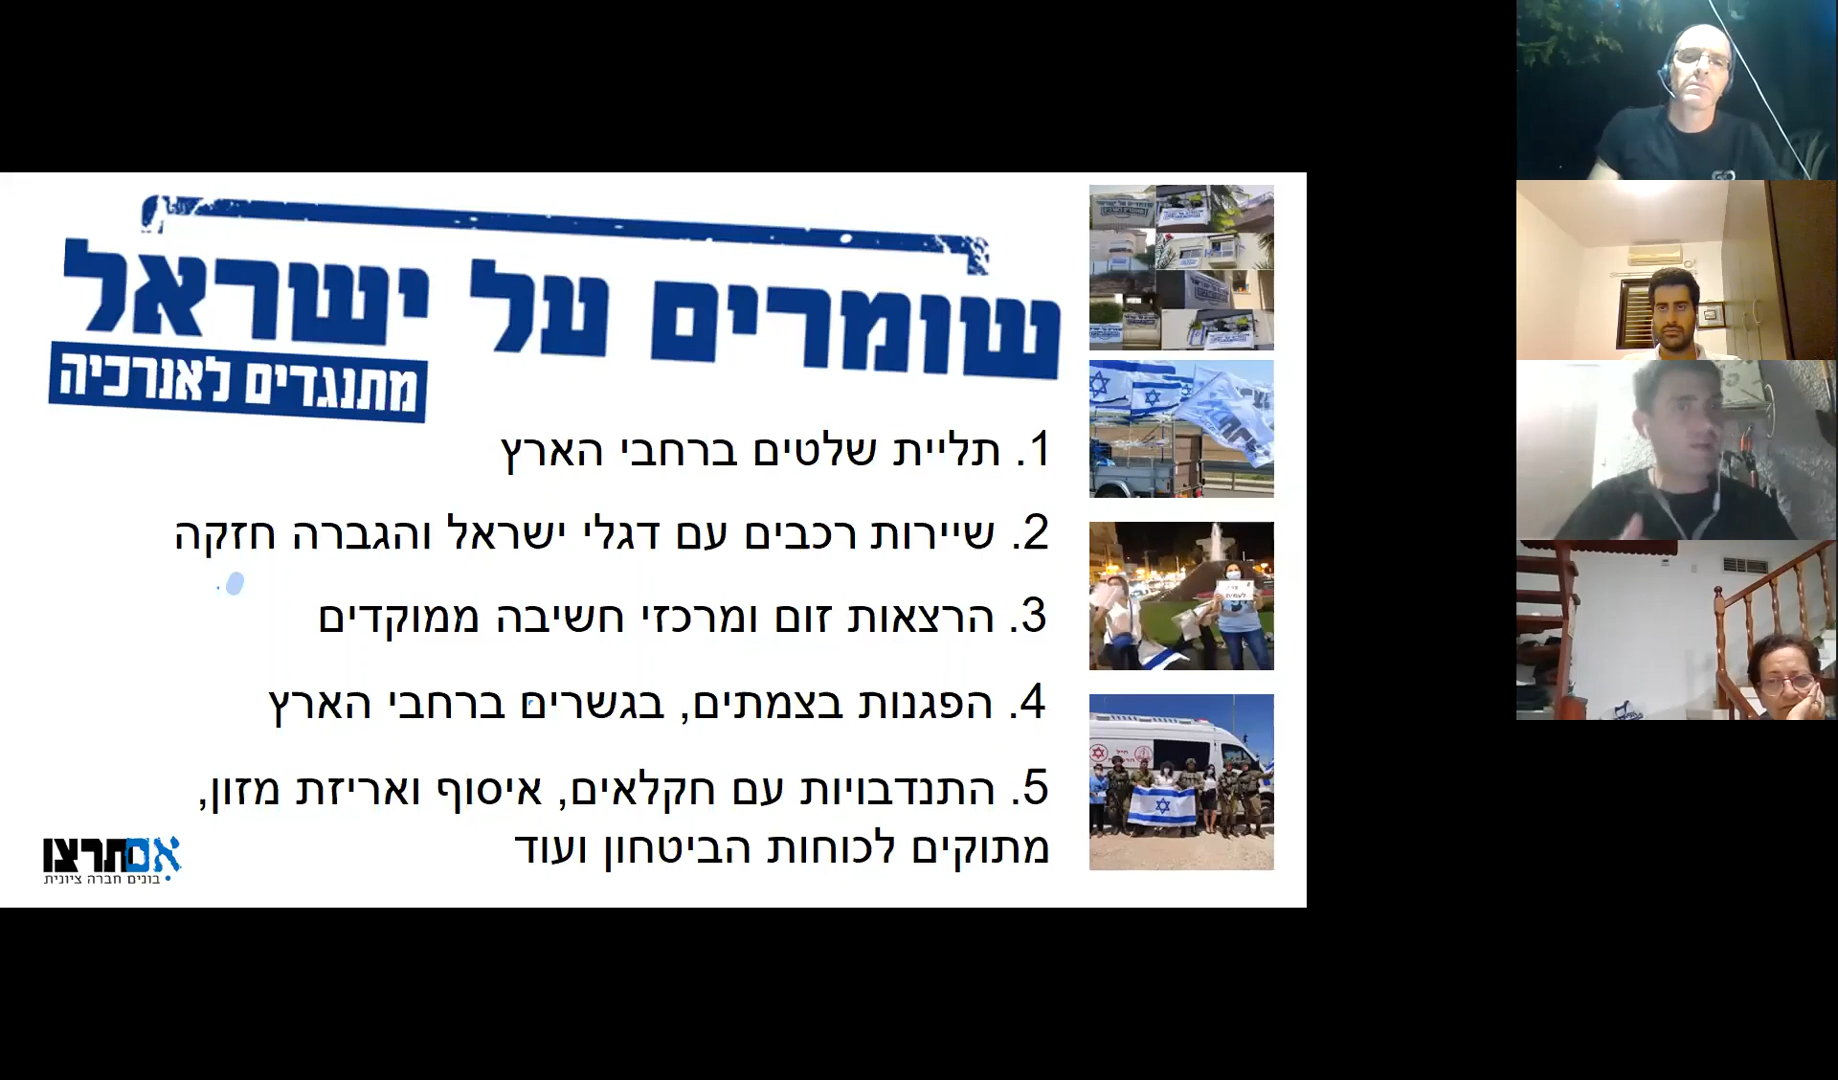 שומרים על ישראל
מתנגדים לאנרכיה
1. תליית שלטים ברחבי הארץ
2. שיירות רכבים עם דגלי ישראל והגברה חזקה
3. הרצאות זום ומרכזי חשיבה ממוקדים
4. הפגנות בצמתים, בגשרים ברחבי הארץ
5. התנדבויות עם חקלאים, איסוף ואריזת מזון,
מתוקים לכוחות הביטחון ועוד
אם תרצו
בונים חברה ציונית